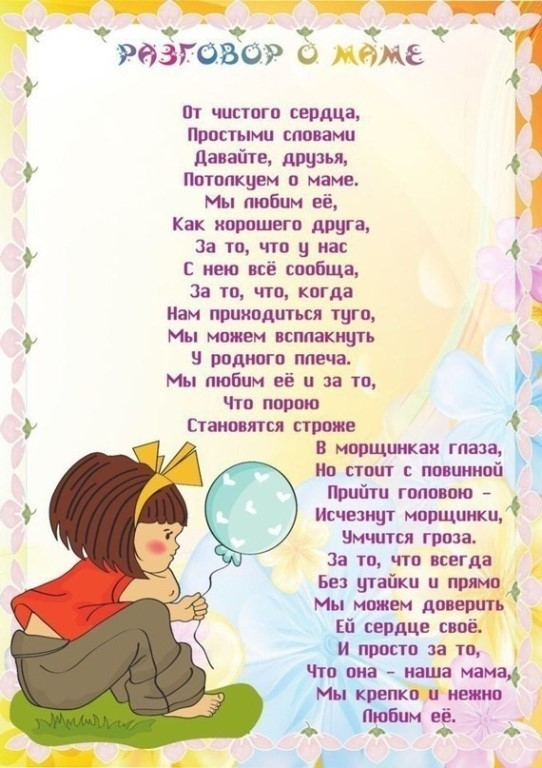 РАЗГОВОР О МАМЕ
От чистого сердца,
Простыми словами
Давайте, друзья,
Потолкуем о маме.
Мы любим её,
Как хорошего друга,
За то, что у нас
С нею всё сообща,
За то, что, когда
Нам приходиться туго,
Мы можем всплакнуть
У родного плеча.
Мы любим её и за то,
Что порою
Становятся строже
В морщинках глаза,
Но стоит с повинной
Прийти головою –
Исчезнут морщинки,
Умчится гроза.
За то, что всегда
Без утайки и прямо
Мы можем доверить
Ей сердце своё.
И просто за то,
Что она – наша мама,
Мы крепко и нежно
Любим её.